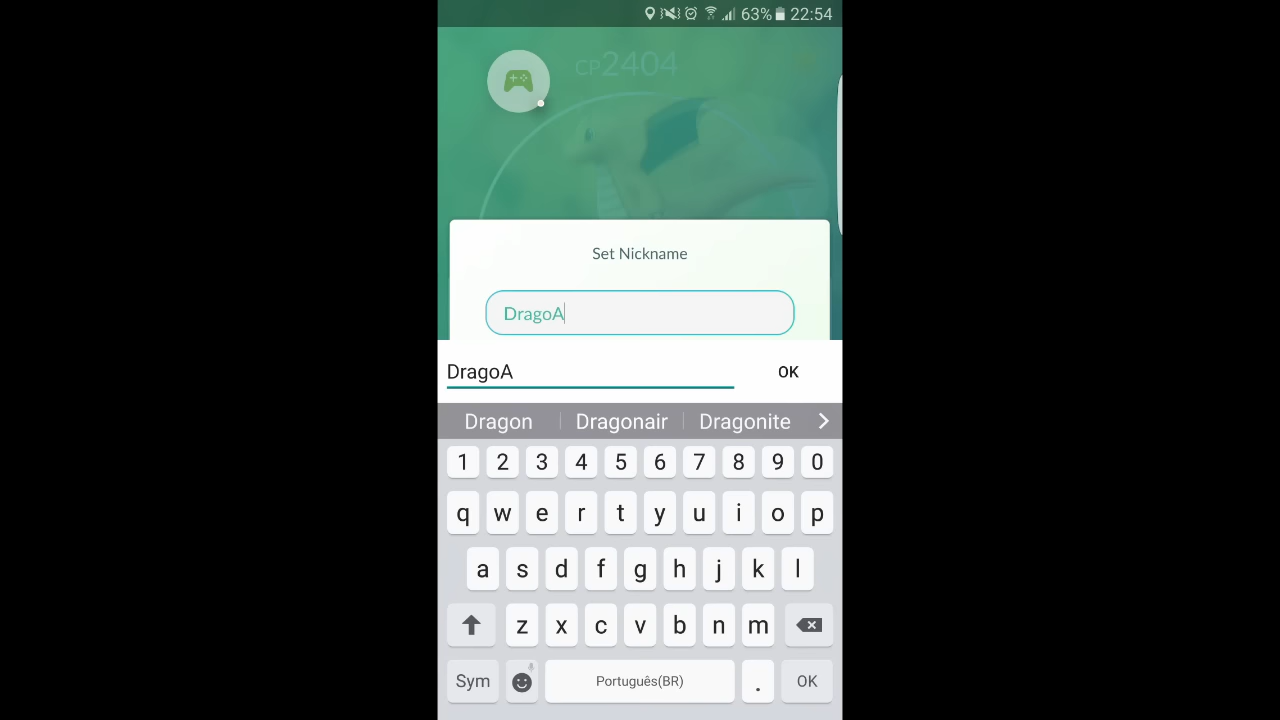 63% 22:54
CP2404
Set Nickname
DragoA
DragoA OK
Dragon Dragonair Dragonite
1 2 3 4 5 6 7 8 9 0
q w e r t y u i o p
a s d f g h j k l
z x c v b n m
Sym Português(BR) . OK